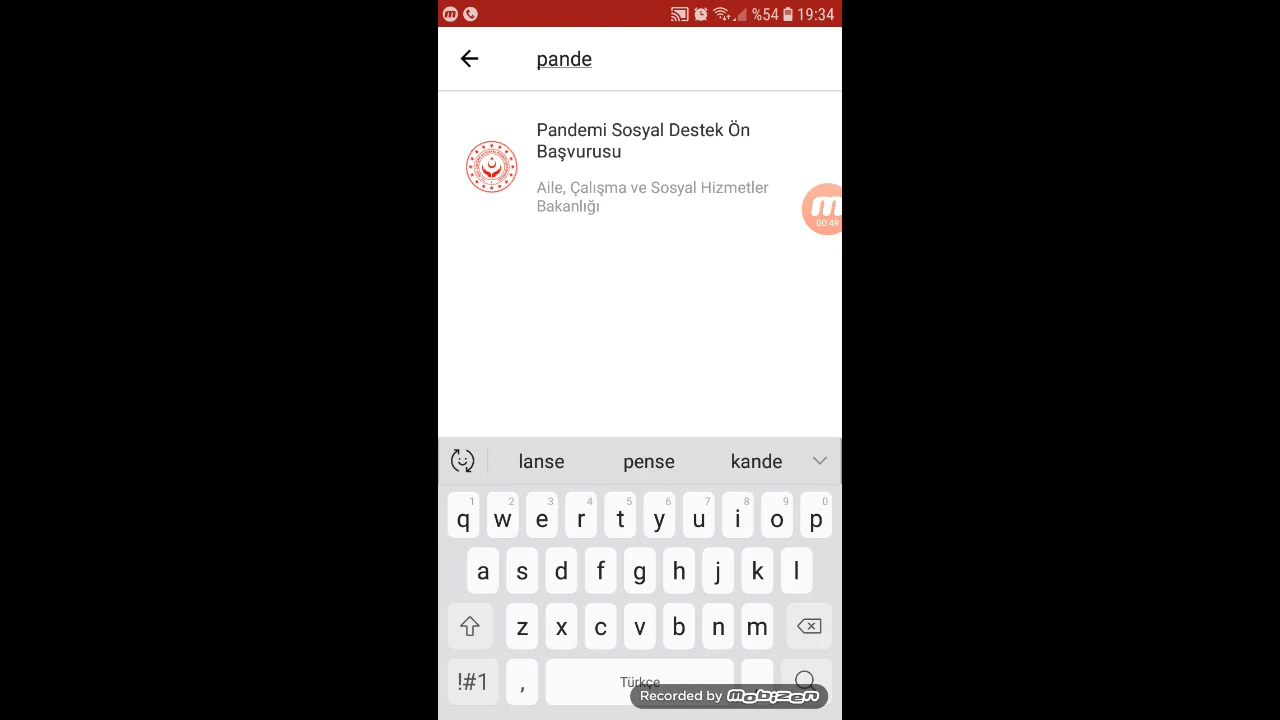 %54 19:34
pande
Pandemi Sosyal Destek Ön
Başvurusu
Aile, Çalışma ve Sosyal Hizmetler
Bakanlığı
m
00:49
lanse pense kande
1 2 3 4 5 6 7 8 9 0
q w e r t y u i o p
a s d f g h j k l
z x c v b n m
!#1 , Türkçe
Recorded by mobizen